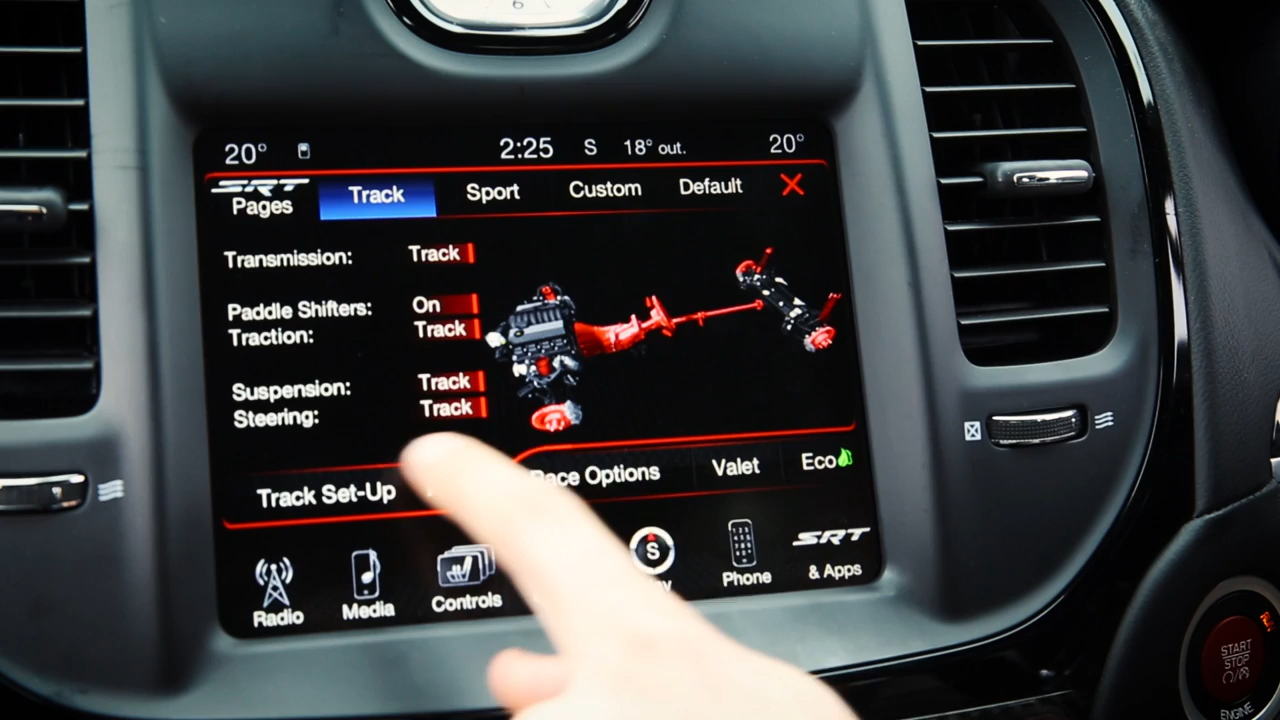 6
20° 2:25 S 18° out. 20°
SRT
Pages Track Sport Custom Default X
Transmission: Track
Paddle Shifters: On
Traction: Track
Suspension: Track
Steering: Track
Track Set-Up Race Options Valet Eco
S
SRT
Radio Media Controls Phone & Apps
START
STOP
ENGINE